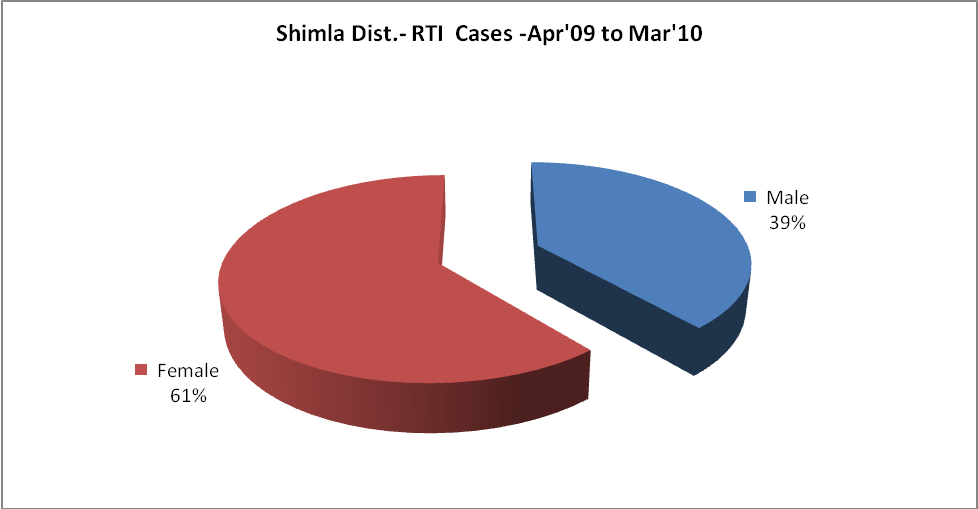 Shimla Dist.- RTI  Cases -Apr'09 to Mar'10
Male
39%
Female
61%